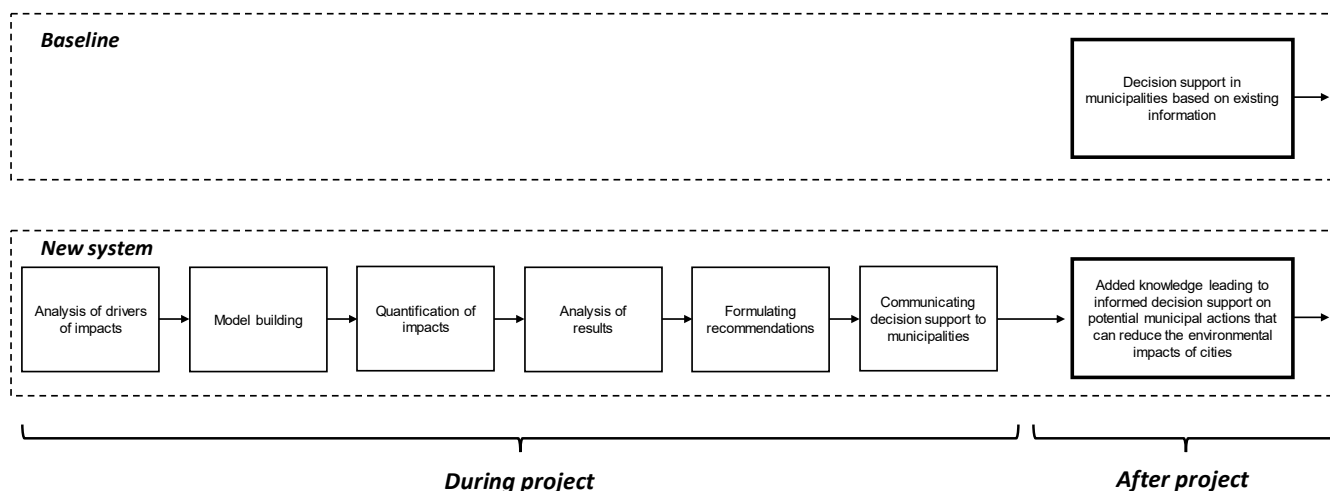 Baseline
Decision support in
municipalities based on existing
information
New system
Analysis of drivers
of impacts
Model building
Quantification of
impacts
Analysis of
results
Formulating
recommendations
Communicating
decision support to
municipalities
Added knowledge leading to
informed decision support on
potential municipal actions that
can reduce the environmental
impacts of cities
During project
After project